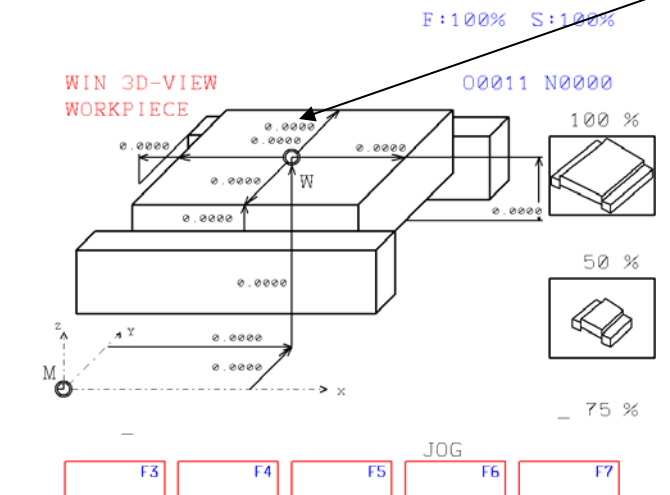 F:100% S:100%
WIN 3D-VIEW
O0011 N0000
WORKPIECE
100 %
0.0000
0.0000
0.0000
0.0000
0.0000
W
0.0000
0.0000
50 %
0.0000
Z
Y
0.0000
0.0000
M
X
_ 75 %
_
JOG
F3
F4
F5
F6
F7